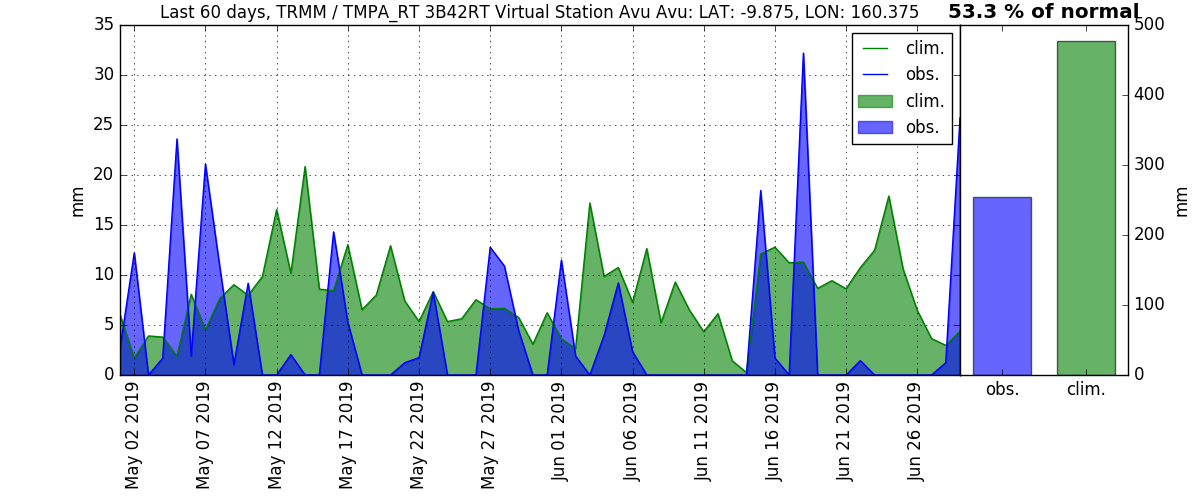 Last 60 days, TRMM / TMPA_RT 3B42RT Virtual Station Avu Avu: LAT: -9.875, LON: 160.375
53.3 % of normal
35
30
25
20
15
10
5
0
mm
clim.
obs.
clim.
obs.
500
400
300
200
100
0
mm
May 02 2019
May 07 2019
May 12 2019
May 17 2019
May 22 2019
May 27 2019
Jun 01 2019
Jun 06 2019
Jun 11 2019
Jun 16 2019
Jun 21 2019
Jun 26 2019
obs.
clim.